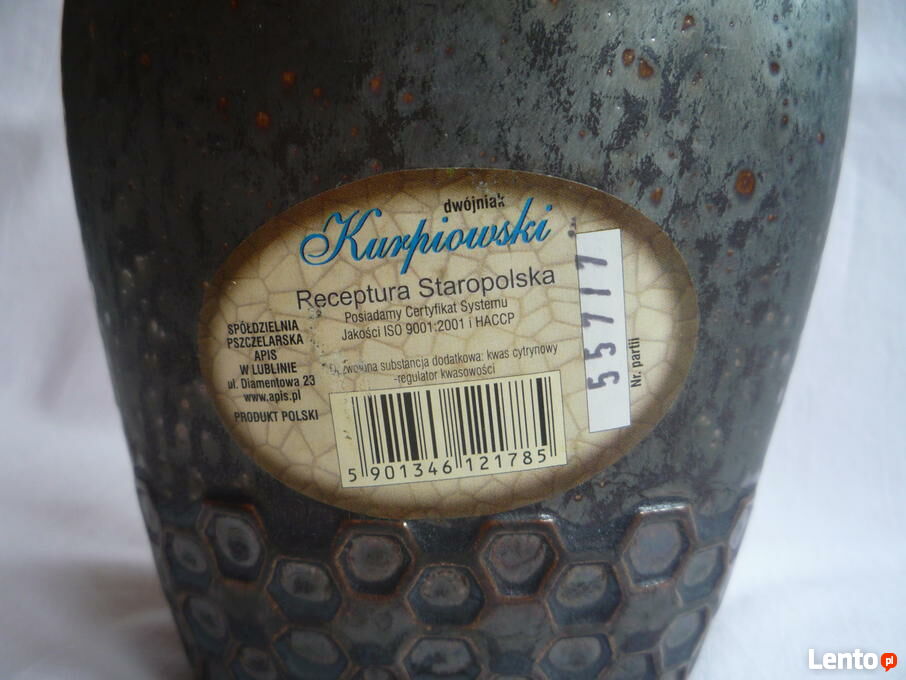 dwójniak
Kurpiowski
Receptura Staropolska
Posiadamy Certyfikat Systemu
Jakości ISO 9001:2001 i HACCP
SPÓŁDZIELNIA
PSZCZELARSKA
APIS
W LUBLINIE
ul. Diamentowa 23
www.apis.pl
PRODUKT POLSKI
substancja dodatkowa: kwas cytrynowy
-regulator kwasowości
5 901346 121785
Nr. partii
Lento.pl